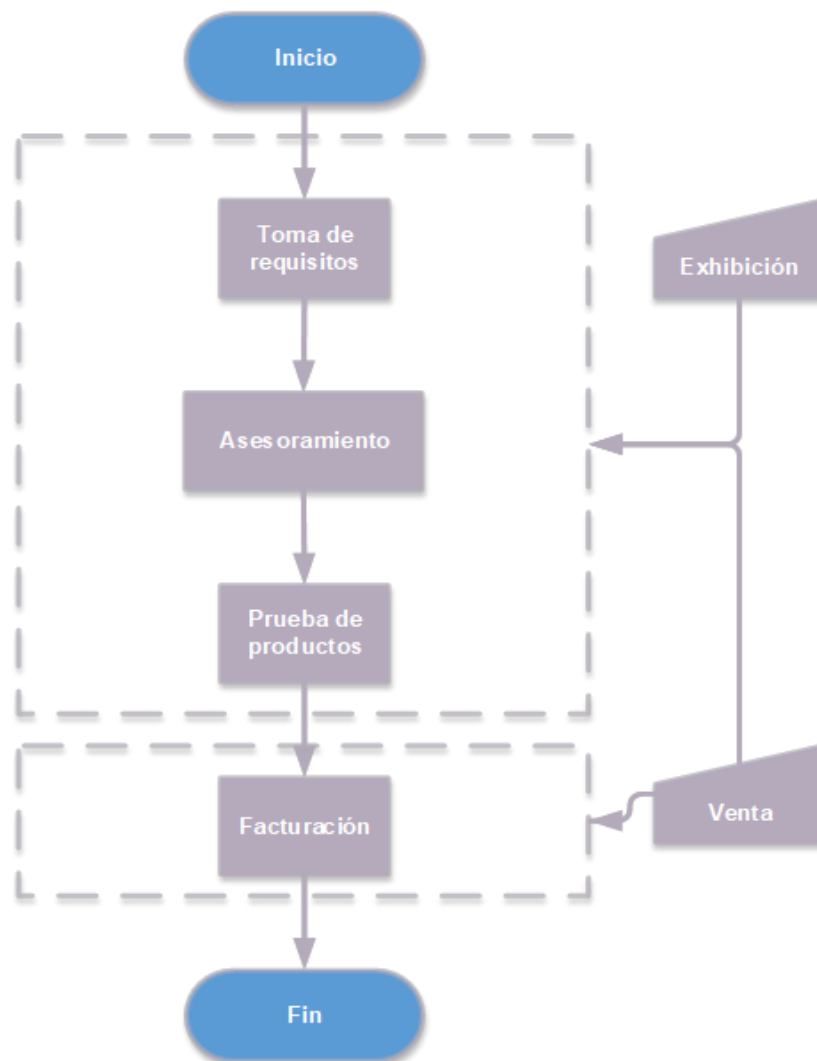 Inicio
Toma de
requisitos
Exhibición
Asesoramiento
Prueba de
productos
Facturación
Venta
Fin